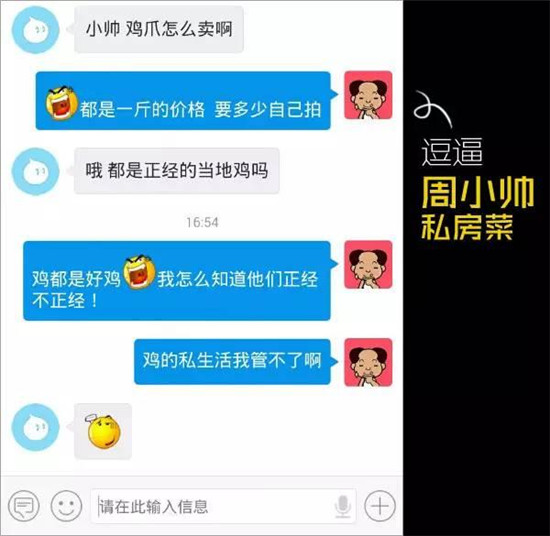 小帅 鸡爪怎么卖啊
都是一斤的价格 要多少自己拍
哦 都是正经的当地鸡吗
16:54
鸡都是好鸡 我怎么知道他们正经
不正经！
鸡的私生活我管不了啊
请在此输入信息
逗逼
周小帅
私房菜